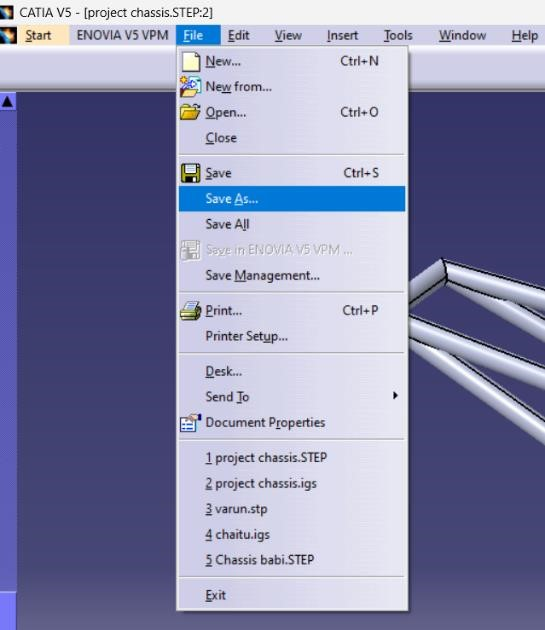 CATIA V5 - [project chassis.STEP:2]
Start ENOVIA V5 VPM File Edit View Insert Tools Window Help
New... Ctrl+N
New from...
Open... Ctrl+O
Close
Save Ctrl+S
Save As...
Save All
Save in ENOVIA V5 VPM ...
Save Management...
Print... Ctrl+P
Printer Setup...
Desk...
Send To
Document Properties
1 project chassis.STEP
2 project chassis.igs
3 varun.stp
4 chaitu.igs
5 Chassis babi.STEP
Exit